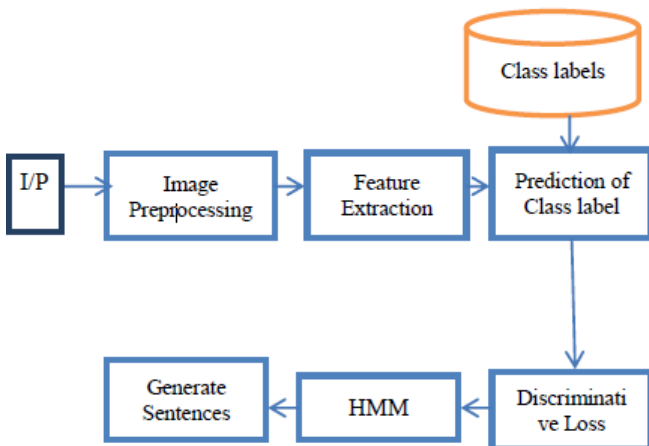 Class labels
I/P
Image
Preprocessing
Feature
Extraction
Prediction of
Class label
Generate
Sentences
HMM
Discriminati
ve Loss